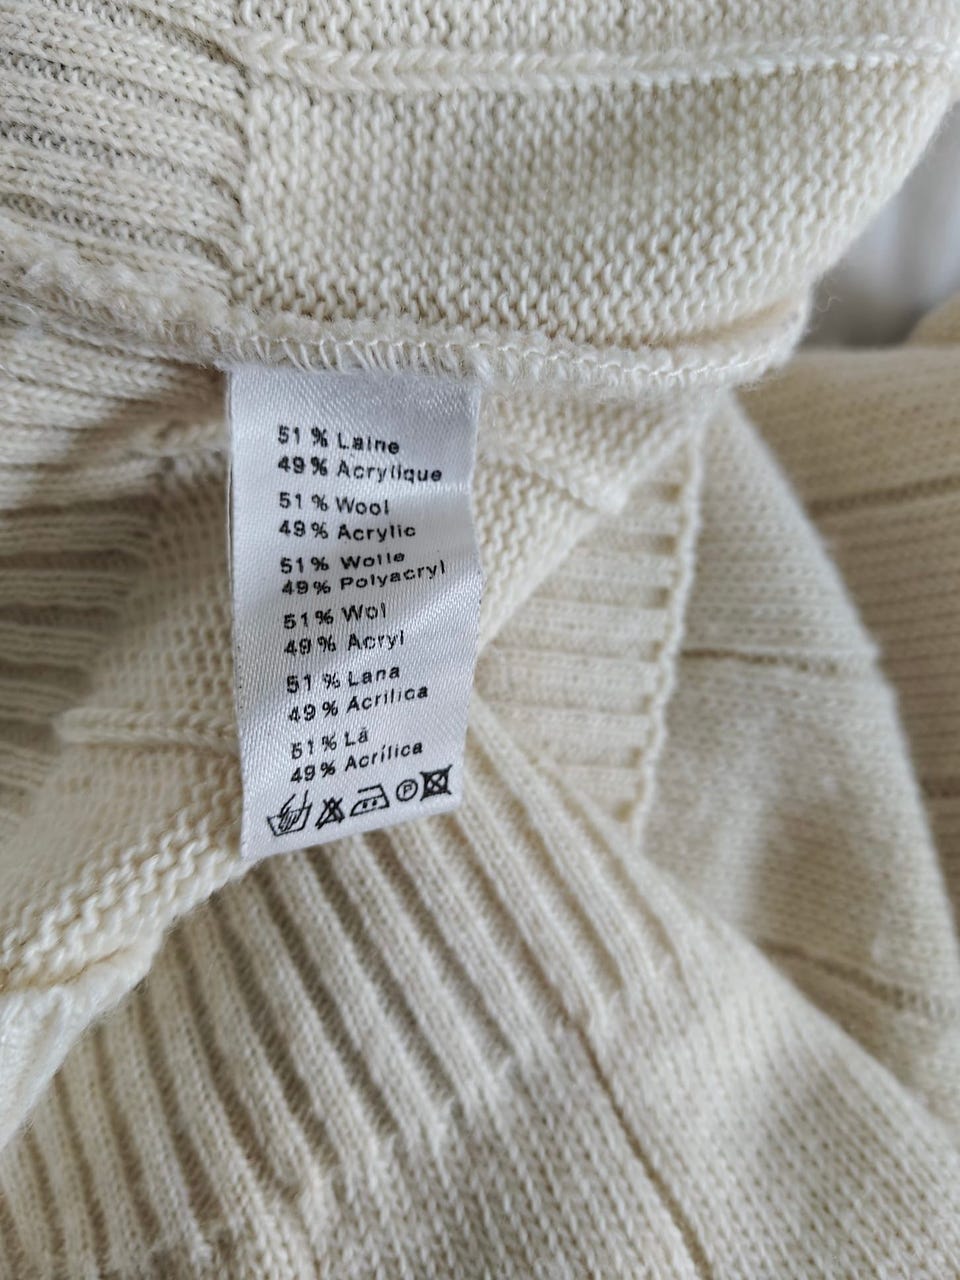 51 % Laine
49 % Acrylique
51 % Wool
49 % Acrylic
51 % Wolle
49 % Polyacryl
51 % Wol
49 % Acryl
51 % Lana
49 % Acrilica
51 % Lã
49 % Acrílica
P